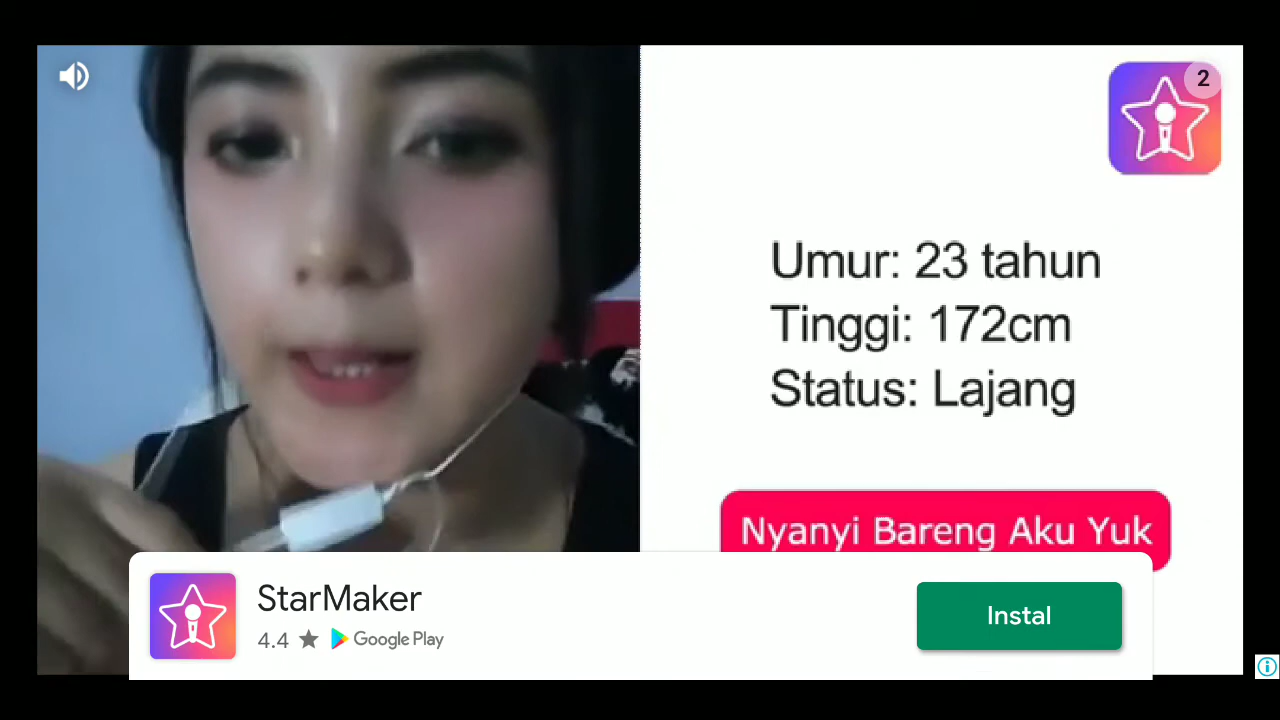 2
Umur: 23 tahun
Tinggi: 172cm
Status: Lajang
Nyanyi Bareng Aku Yuk
StarMaker
4.4 ★ Google Play
Instal